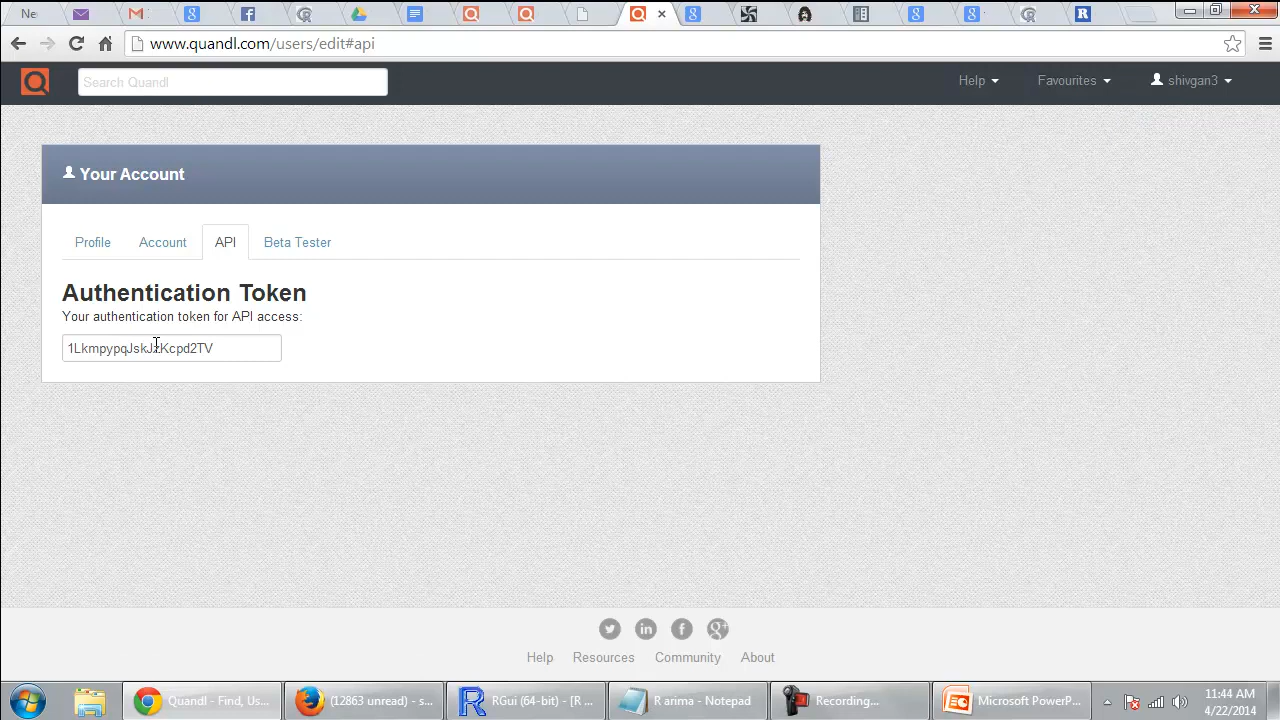 Ne
www.quandl.com/users/edit#api
Search Quandl
Help
Favourites
shivgan3
Your Account
Profile
Account
API
Beta Tester
Authentication Token
Your authentication token for API access:
1LkmpypqJskJzKcpd2TV
Help
Resources
Community
About
Quandl - Find, Us...
(12863 unread) - s...
RGui (64-bit) - [R ...
R arima - Notepad
Recording...
Microsoft PowerP...
11:44 AM
4/22/2014